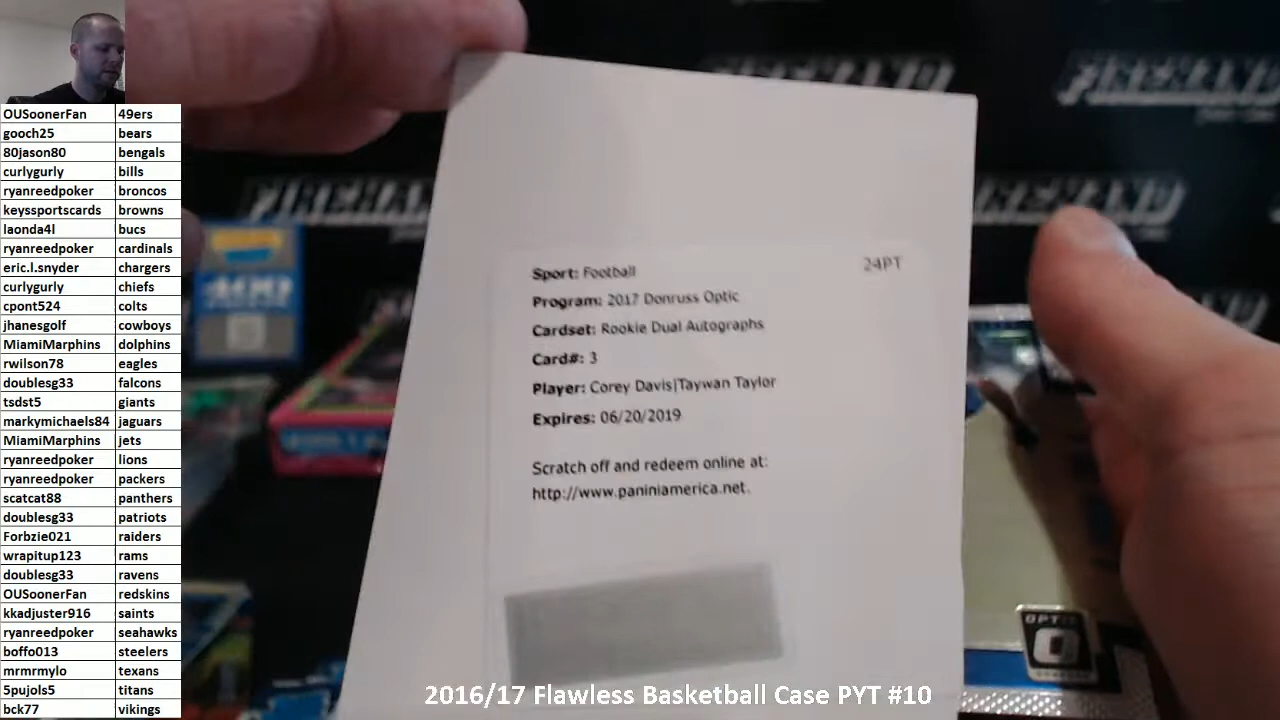 OUSoonerFan 49ers
gooch25 bears
80jason80 bengals
curlygurly bills
ryanreedpoker broncos
keyssportscards browns
laonda4l bucs
ryanreedpoker cardinals
eric.l.snyder chargers
curlygurly chiefs
cpont524 colts
jhanesgolf cowboys
MiamiMarphins dolphins
rwilson78 eagles
doublesg33 falcons
tsdst5 giants
markymichaels84 jaguars
MiamiMarphins jets
ryanreedpoker lions
ryanreedpoker packers
scatcat88 panthers
doublesg33 patriots
Forbzie021 raiders
wrapitup123 rams
doublesg33 ravens
OUSoonerFan redskins
kkadjuster916 saints
ryanreedpoker seahawks
boffo013 steelers
mrmrmylo texans
5pujols5 titans
bck77 vikings
FIREHAND
FIREHAND
FIREHAND
24PT
Sport: Football
Program: 2017 Donruss Optic
Cardset: Rookie Dual Autographs
Card#: 3
Player: Corey Davis|Taywan Taylor
Expires: 06/20/2019
Scratch off and redeem online at:
http://www.paniniamerica.net.
400
OPTIC
2016/17 Flawless Basketball Case PYT #10